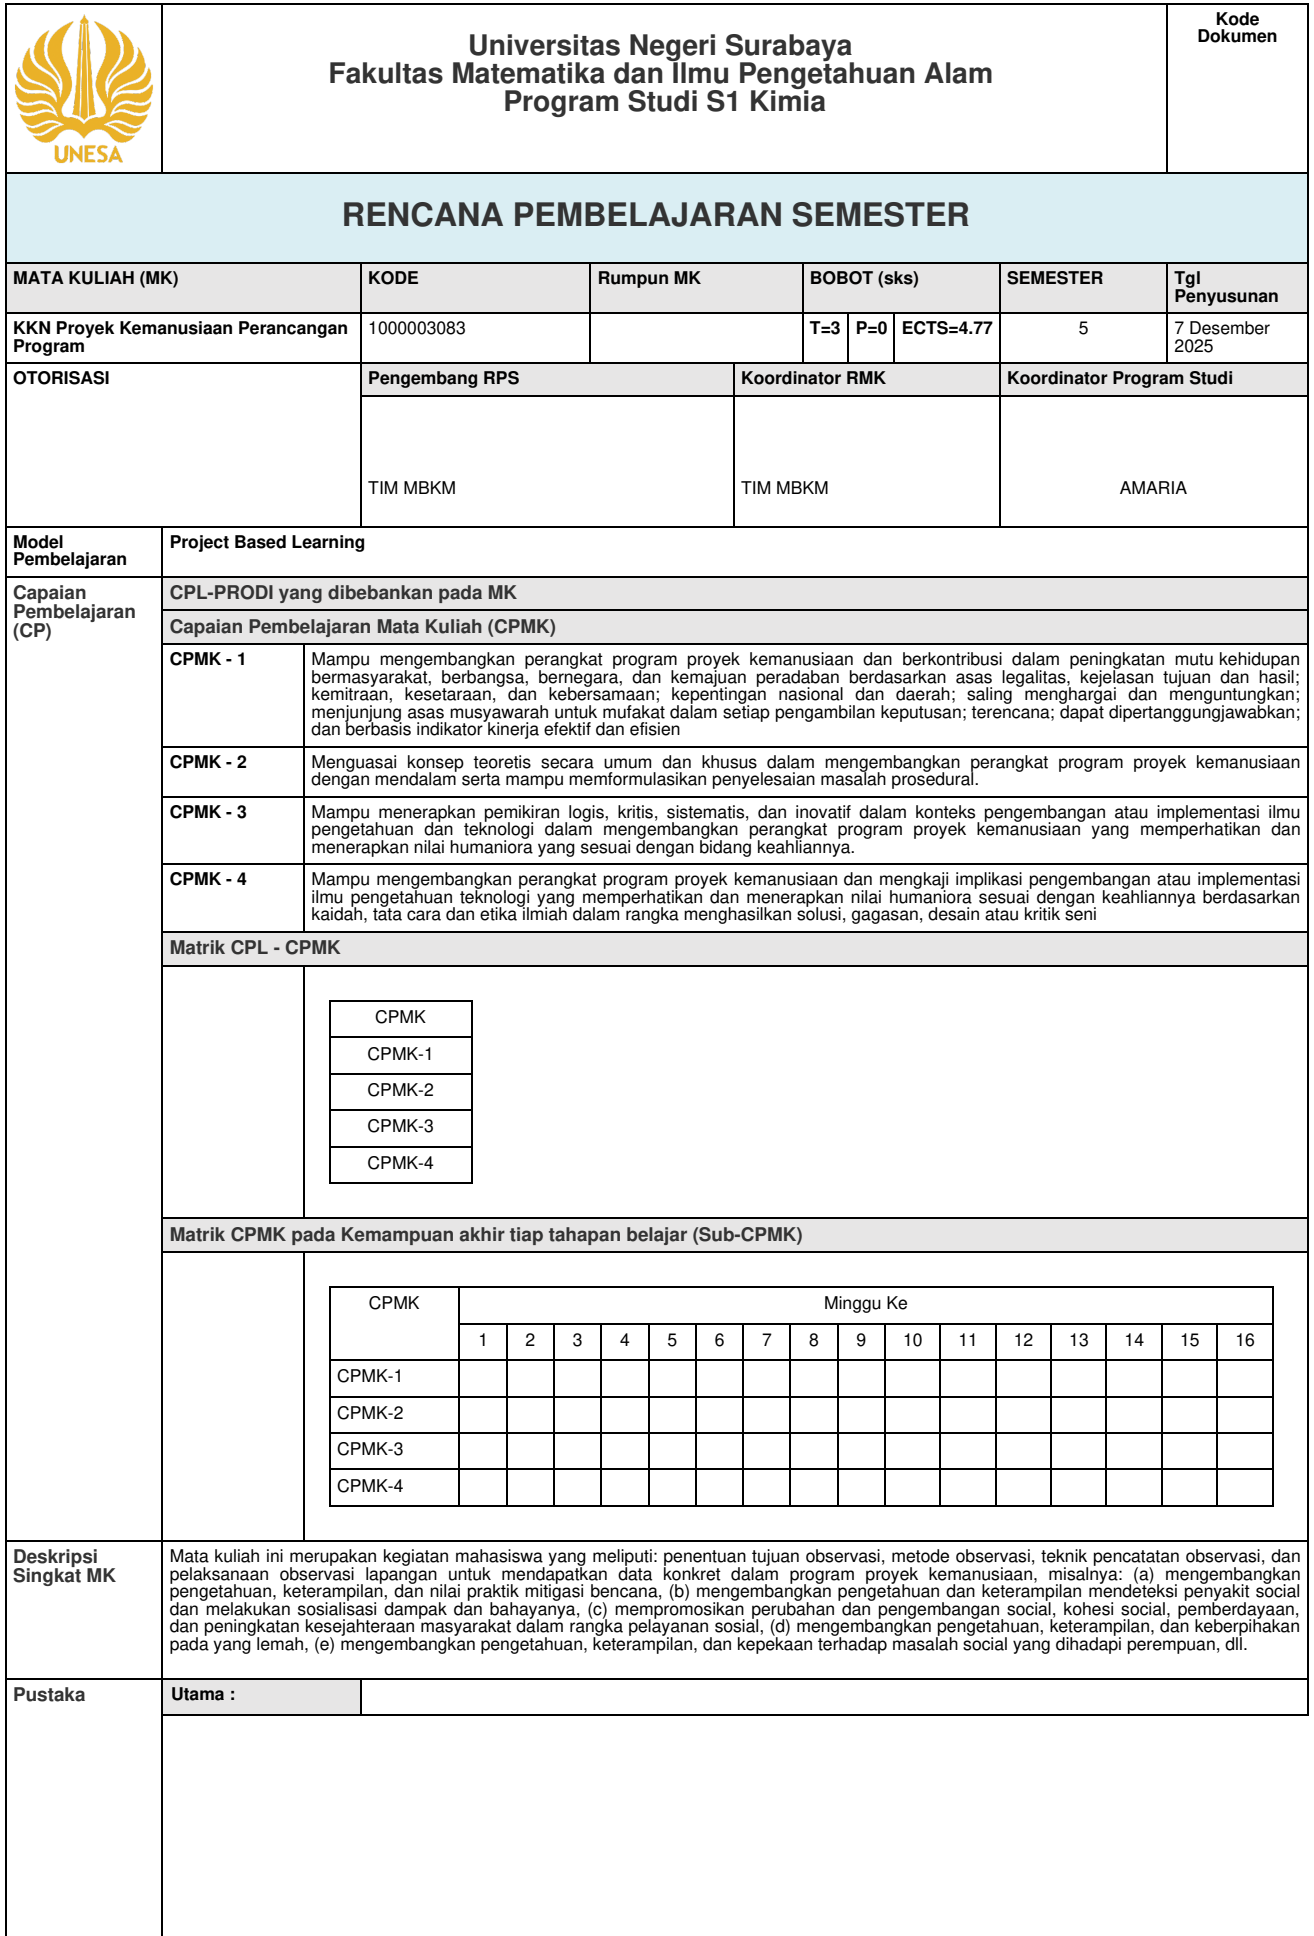 UNESA
Universitas Negeri Surabaya
Fakultas Matematika dan Ilmu Pengetahuan Alam
Program Studi S1 Kimia
Kode
Dokumen
RENCANA PEMBELAJARAN SEMESTER
MATA KULIAH (MK) KODE Rumpun MK BOBOT (sks) SEMESTER Tgl
Penyusunan
KKN Proyek Kemanusiaan Perancangan
Program
1000003083 T=3 P=0 ECTS=4.77 5 7 Desember
2025
OTORISASI Pengembang RPS Koordinator RMK Koordinator Program Studi
TIM MBKM TIM MBKM AMARIA
Model
Pembelajaran
Project Based Learning
Capaian
Pembelajaran
(CP)
CPL-PRODI yang dibebankan pada MK
Capaian Pembelajaran Mata Kuliah (CPMK)
CPMK - 1 Mampu mengembangkan perangkat program proyek kemanusiaan dan berkontribusi dalam peningkatan mutu kehidupan
bermasyarakat, berbangsa, bernegara, dan kemajuan peradaban berdasarkan asas legalitas, kejelasan tujuan dan hasil;
kemitraan, kesetaraan, dan kebersamaan; kepentingan nasional dan daerah; saling menghargai dan menguntungkan;
menjunjung asas musyawarah untuk mufakat dalam setiap pengambilan keputusan; terencana; dapat dipertanggungjawabkan;
dan berbasis indikator kinerja efektif dan efisien
CPMK - 2 Menguasai konsep teoretis secara umum dan khusus dalam mengembangkan perangkat program proyek kemanusiaan
dengan mendalam serta mampu memformulasikan penyelesaian masalah prosedural.
CPMK - 3 Mampu menerapkan pemikiran logis, kritis, sistematis, dan inovatif dalam konteks pengembangan atau implementasi ilmu
pengetahuan dan teknologi dalam mengembangkan perangkat program proyek kemanusiaan yang memperhatikan dan
menerapkan nilai humaniora yang sesuai dengan bidang keahliannya.
CPMK - 4 Mampu mengembangkan perangkat program proyek kemanusiaan dan mengkaji implikasi pengembangan atau implementasi
ilmu pengetahuan teknologi yang memperhatikan dan menerapkan nilai humaniora sesuai dengan keahliannya berdasarkan
kaidah, tata cara dan etika ilmiah dalam rangka menghasilkan solusi, gagasan, desain atau kritik seni
Matrik CPL - CPMK
CPMK
CPMK-1
CPMK-2
CPMK-3
CPMK-4
Matrik CPMK pada Kemampuan akhir tiap tahapan belajar (Sub-CPMK)
CPMK Minggu Ke
1 2 3 4 5 6 7 8 9 10 11 12 13 14 15 16
CPMK-1
CPMK-2
CPMK-3
CPMK-4
Deskripsi
Singkat MK
Mata kuliah ini merupakan kegiatan mahasiswa yang meliputi: penentuan tujuan observasi, metode observasi, teknik pencatatan observasi, dan
pelaksanaan observasi lapangan untuk mendapatkan data konkret dalam program proyek kemanusiaan, misalnya: (a) mengembangkan
pengetahuan, keterampilan, dan nilai praktik mitigasi bencana, (b) mengembangkan pengetahuan dan keterampilan mendeteksi penyakit social
dan melakukan sosialisasi dampak dan bahayanya, (c) mempromosikan perubahan dan pengembangan social, kohesi social, pemberdayaan,
dan peningkatan kesejahteraan masyarakat dalam rangka pelayanan sosial, (d) mengembangkan pengetahuan, keterampilan, dan keberpihakan
pada yang lemah, (e) mengembangkan pengetahuan, keterampilan, dan kepekaan terhadap masalah social yang dihadapi perempuan, dll.
Pustaka Utama :